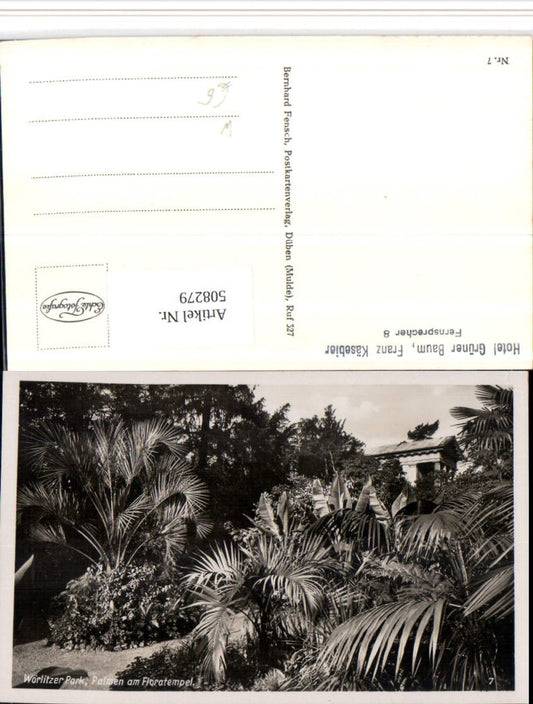 Nr. 7
Bernhard Fensch, Postkartenverlag, Düben (Mulde), Ruf 327
Echte Fotografie
Artikel Nr.
508279
Hotel Grüner Baum, Franz Käsebier
Fernsprecher 8
Wörlitzer Park, Palmen am Floratempel.
7